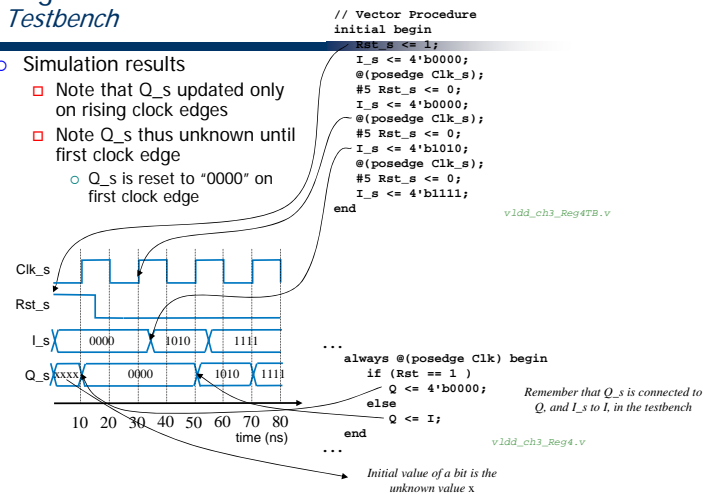 Testbench
Simulation results
Note that Q_s updated only
on rising clock edges
Note Q_s thus unknown until
first clock edge
Q_s is reset to "0000" on
first clock edge
// Vector Procedure
initial begin
Rst_s <= 1;
I_s <= 4'b0000;
@(posedge Clk_s);
#5 Rst_s <= 0;
I_s <= 4'b0000;
@(posedge Clk_s);
#5 Rst_s <= 0;
I_s <= 4'b1010;
@(posedge Clk_s);
#5 Rst_s <= 0;
I_s <= 4'b1111;
end
vldd_ch3_Reg4TB.v
Clk_s
Rst_s
I_s 0000 1010 1111
Q_s xxxx 0000 1010 1111
10 20 30 40 50 60 70 80
time (ns)
...
always @(posedge Clk) begin
if (Rst == 1 )
Q <= 4'b0000;
else
Q <= I;
end
...
Remember that Q_s is connected to
Q, and I_s to I, in the testbench
vldd_ch3_Reg4.v
Initial value of a bit is the
unknown value x